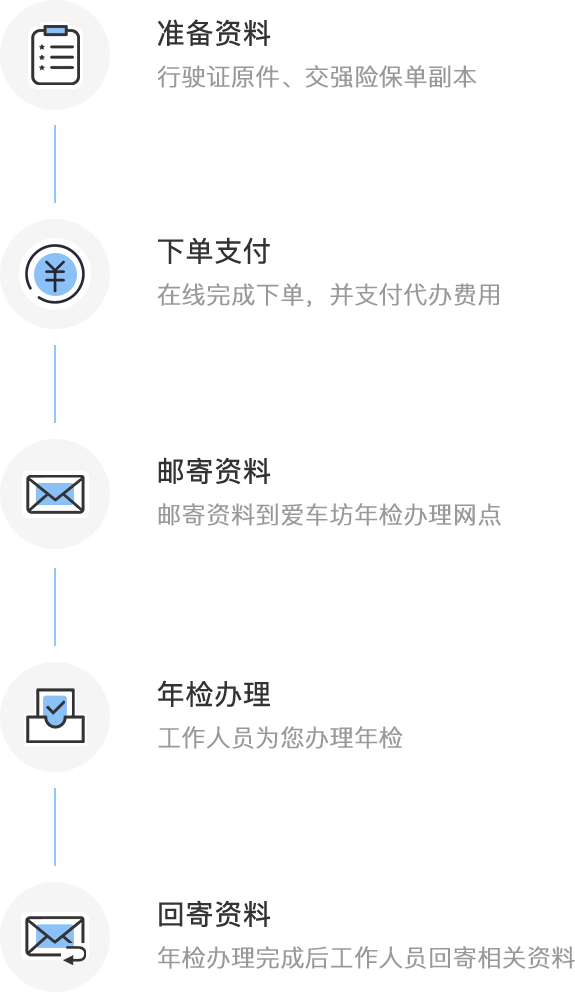 准备资料
行驶证原件、交强险保单副本
下单支付
在线完成下单，并支付代办费用
邮寄资料
邮寄资料到爱车坊年检办理网点
年检办理
工作人员为您办理年检
回寄资料
年检办理完成后工作人员回寄相关资料